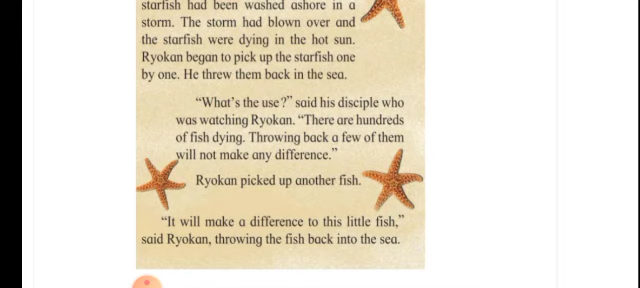 starfish had been washed ashore in a
storm. The storm had blown over and
the starfish were dying in the hot sun.
Ryokan began to pick up the starfish one
by one. He threw them back in the sea.
“What’s the use?” said his disciple who
was watching Ryokan. “There are hundreds
of fish dying. Throwing back a few of them
will not make any difference.”
Ryokan picked up another fish.
“It will make a difference to this little fish,”
said Ryokan, throwing the fish back into the sea.